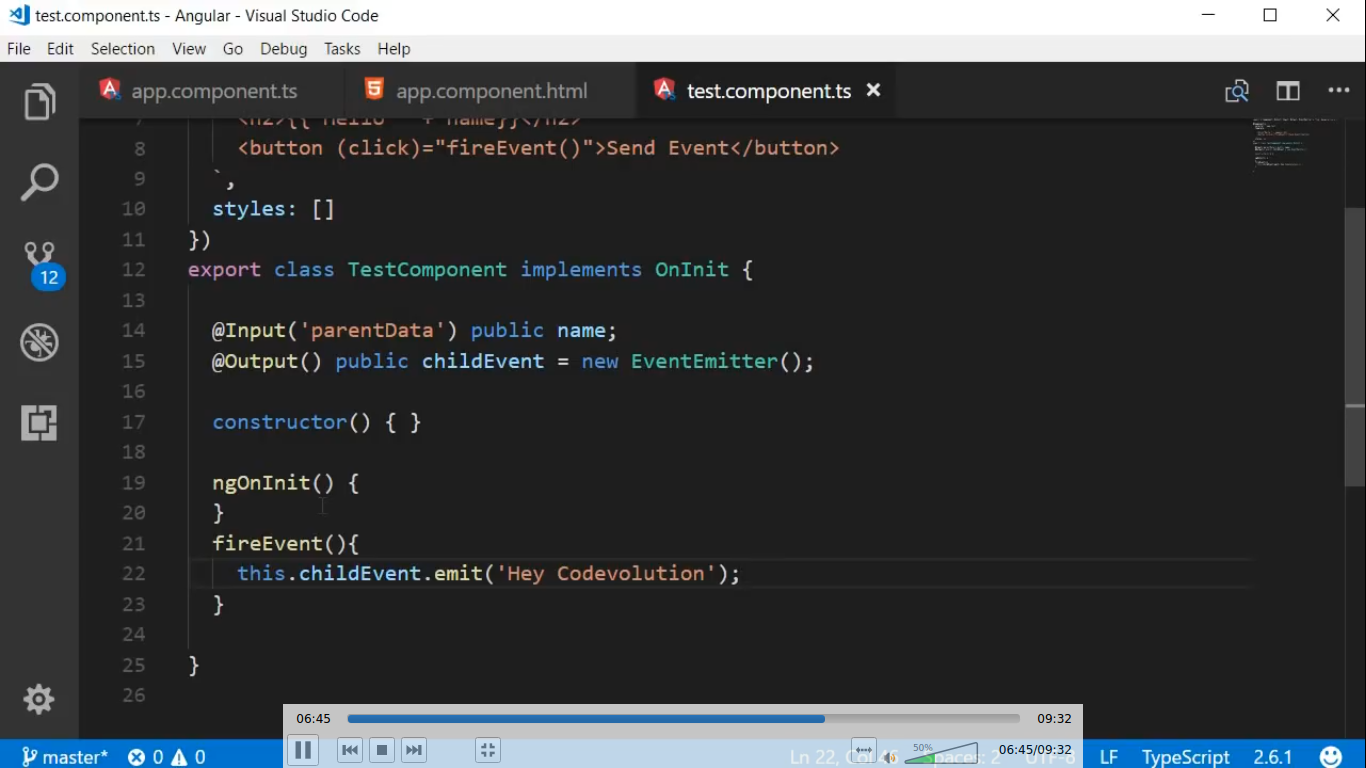 test.component.ts - Angular - Visual Studio Code
File Edit Selection View Go Debug Tasks Help
app.component.ts app.component.html test.component.ts
7 <h2>{{"Hello " + name}}</h2>
8 <button (click)="fireEvent()">Send Event</button>
9 `,
10 styles: []
11 })
12 export class TestComponent implements OnInit {
13
14 @Input('parentData') public name;
15 @Output() public childEvent = new EventEmitter();
16
17 constructor() { }
18
19 ngOnInit() {
20 }
21 fireEvent(){
22 this.childEvent.emit('Hey Codevolution');
23 }
24
25 }
26
12
06:45 09:32
50% 06:45/09:32
master* 0 0 Ln 22, Col 46 Spaces: 2 UTF-8 LF TypeScript 2.6.1